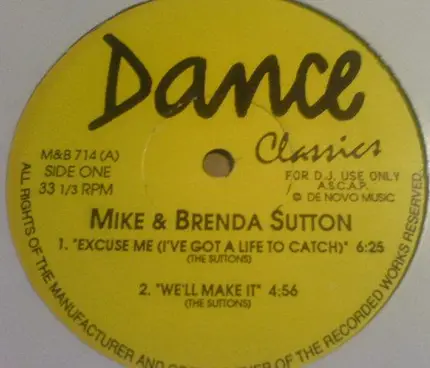 Dance
Classics
M&B 714 (A)
SIDE ONE
33 1/3 RPM
FOR D.J. USE ONLY
A.S.C.A.P.
© DE NOVO MUSIC
MIKE & BRENDA SUTTON
1. "EXCUSE ME (I'VE GOT A LIFE TO CATCH)" 6:25
(THE SUTTONS)
2. "WE'LL MAKE IT" 4:56
(THE SUTTONS)
ALL RIGHTS OF THE MANUFACTURER AND OF THE RECORDED WORKS RESERVED